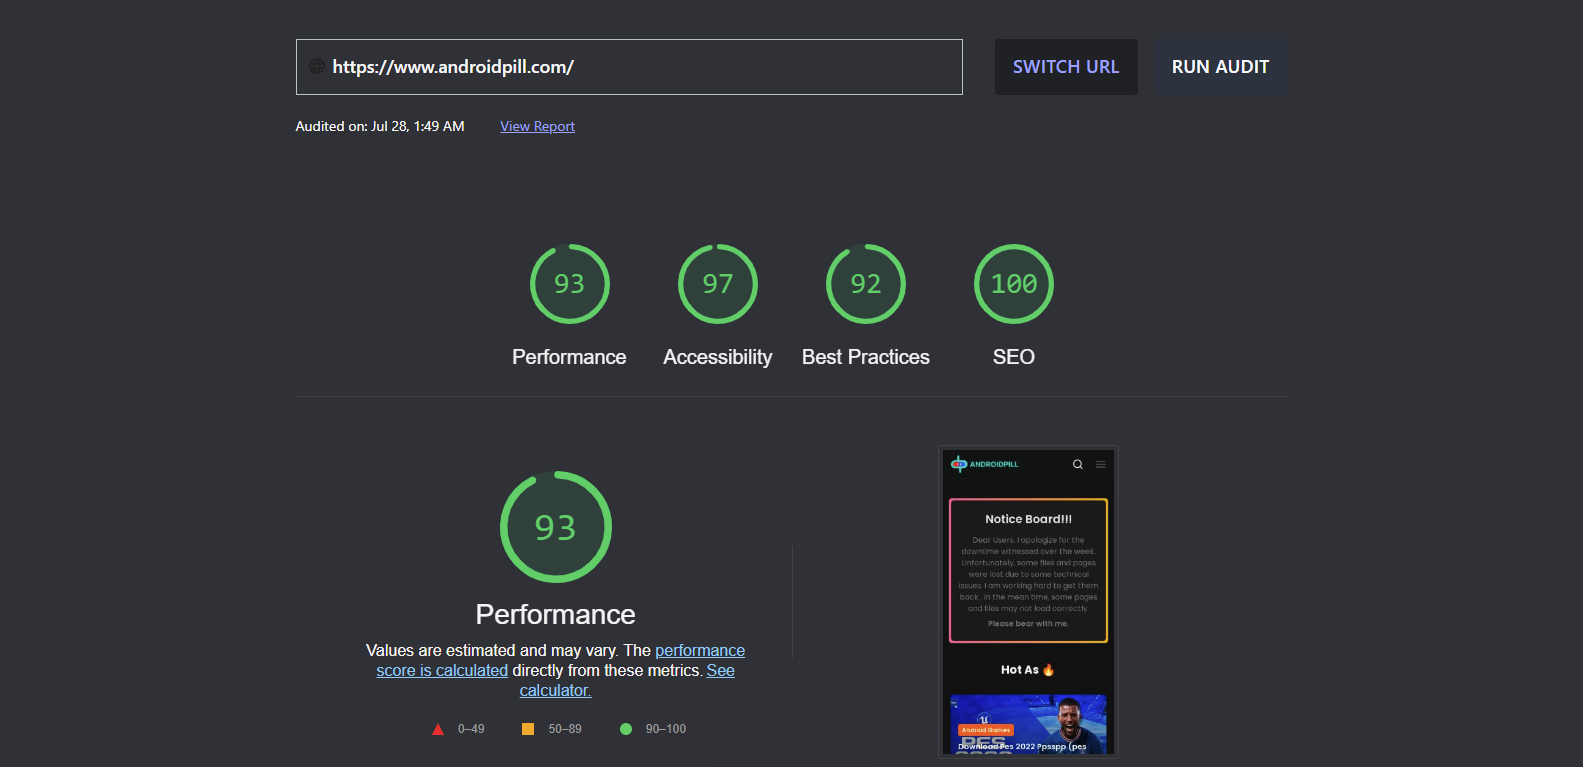 https://www.androidpill.com/
SWITCH URL
RUN AUDIT
Audited on: Jul 28, 1:49 AM
View Report
93
97
92
100
Performance
Accessibility
Best Practices
SEO
93
Performance
Values are estimated and may vary. The performance
score is calculated directly from these metrics. See
calculator.
0–49
50–89
90–100
ANDROIDPILL
Notice Board!!!
Dear Users, I apologize for the
downtime witnessed over the week.
Unfortunately, some files and pages
were lost due to some technical
issues. I am working hard to get them
back . In the mean time, some pages
and files may not load correctly
Please bear with me.
Hot As 🔥
Android Games
PES
Download Pes 2022 Ppsspp (pes